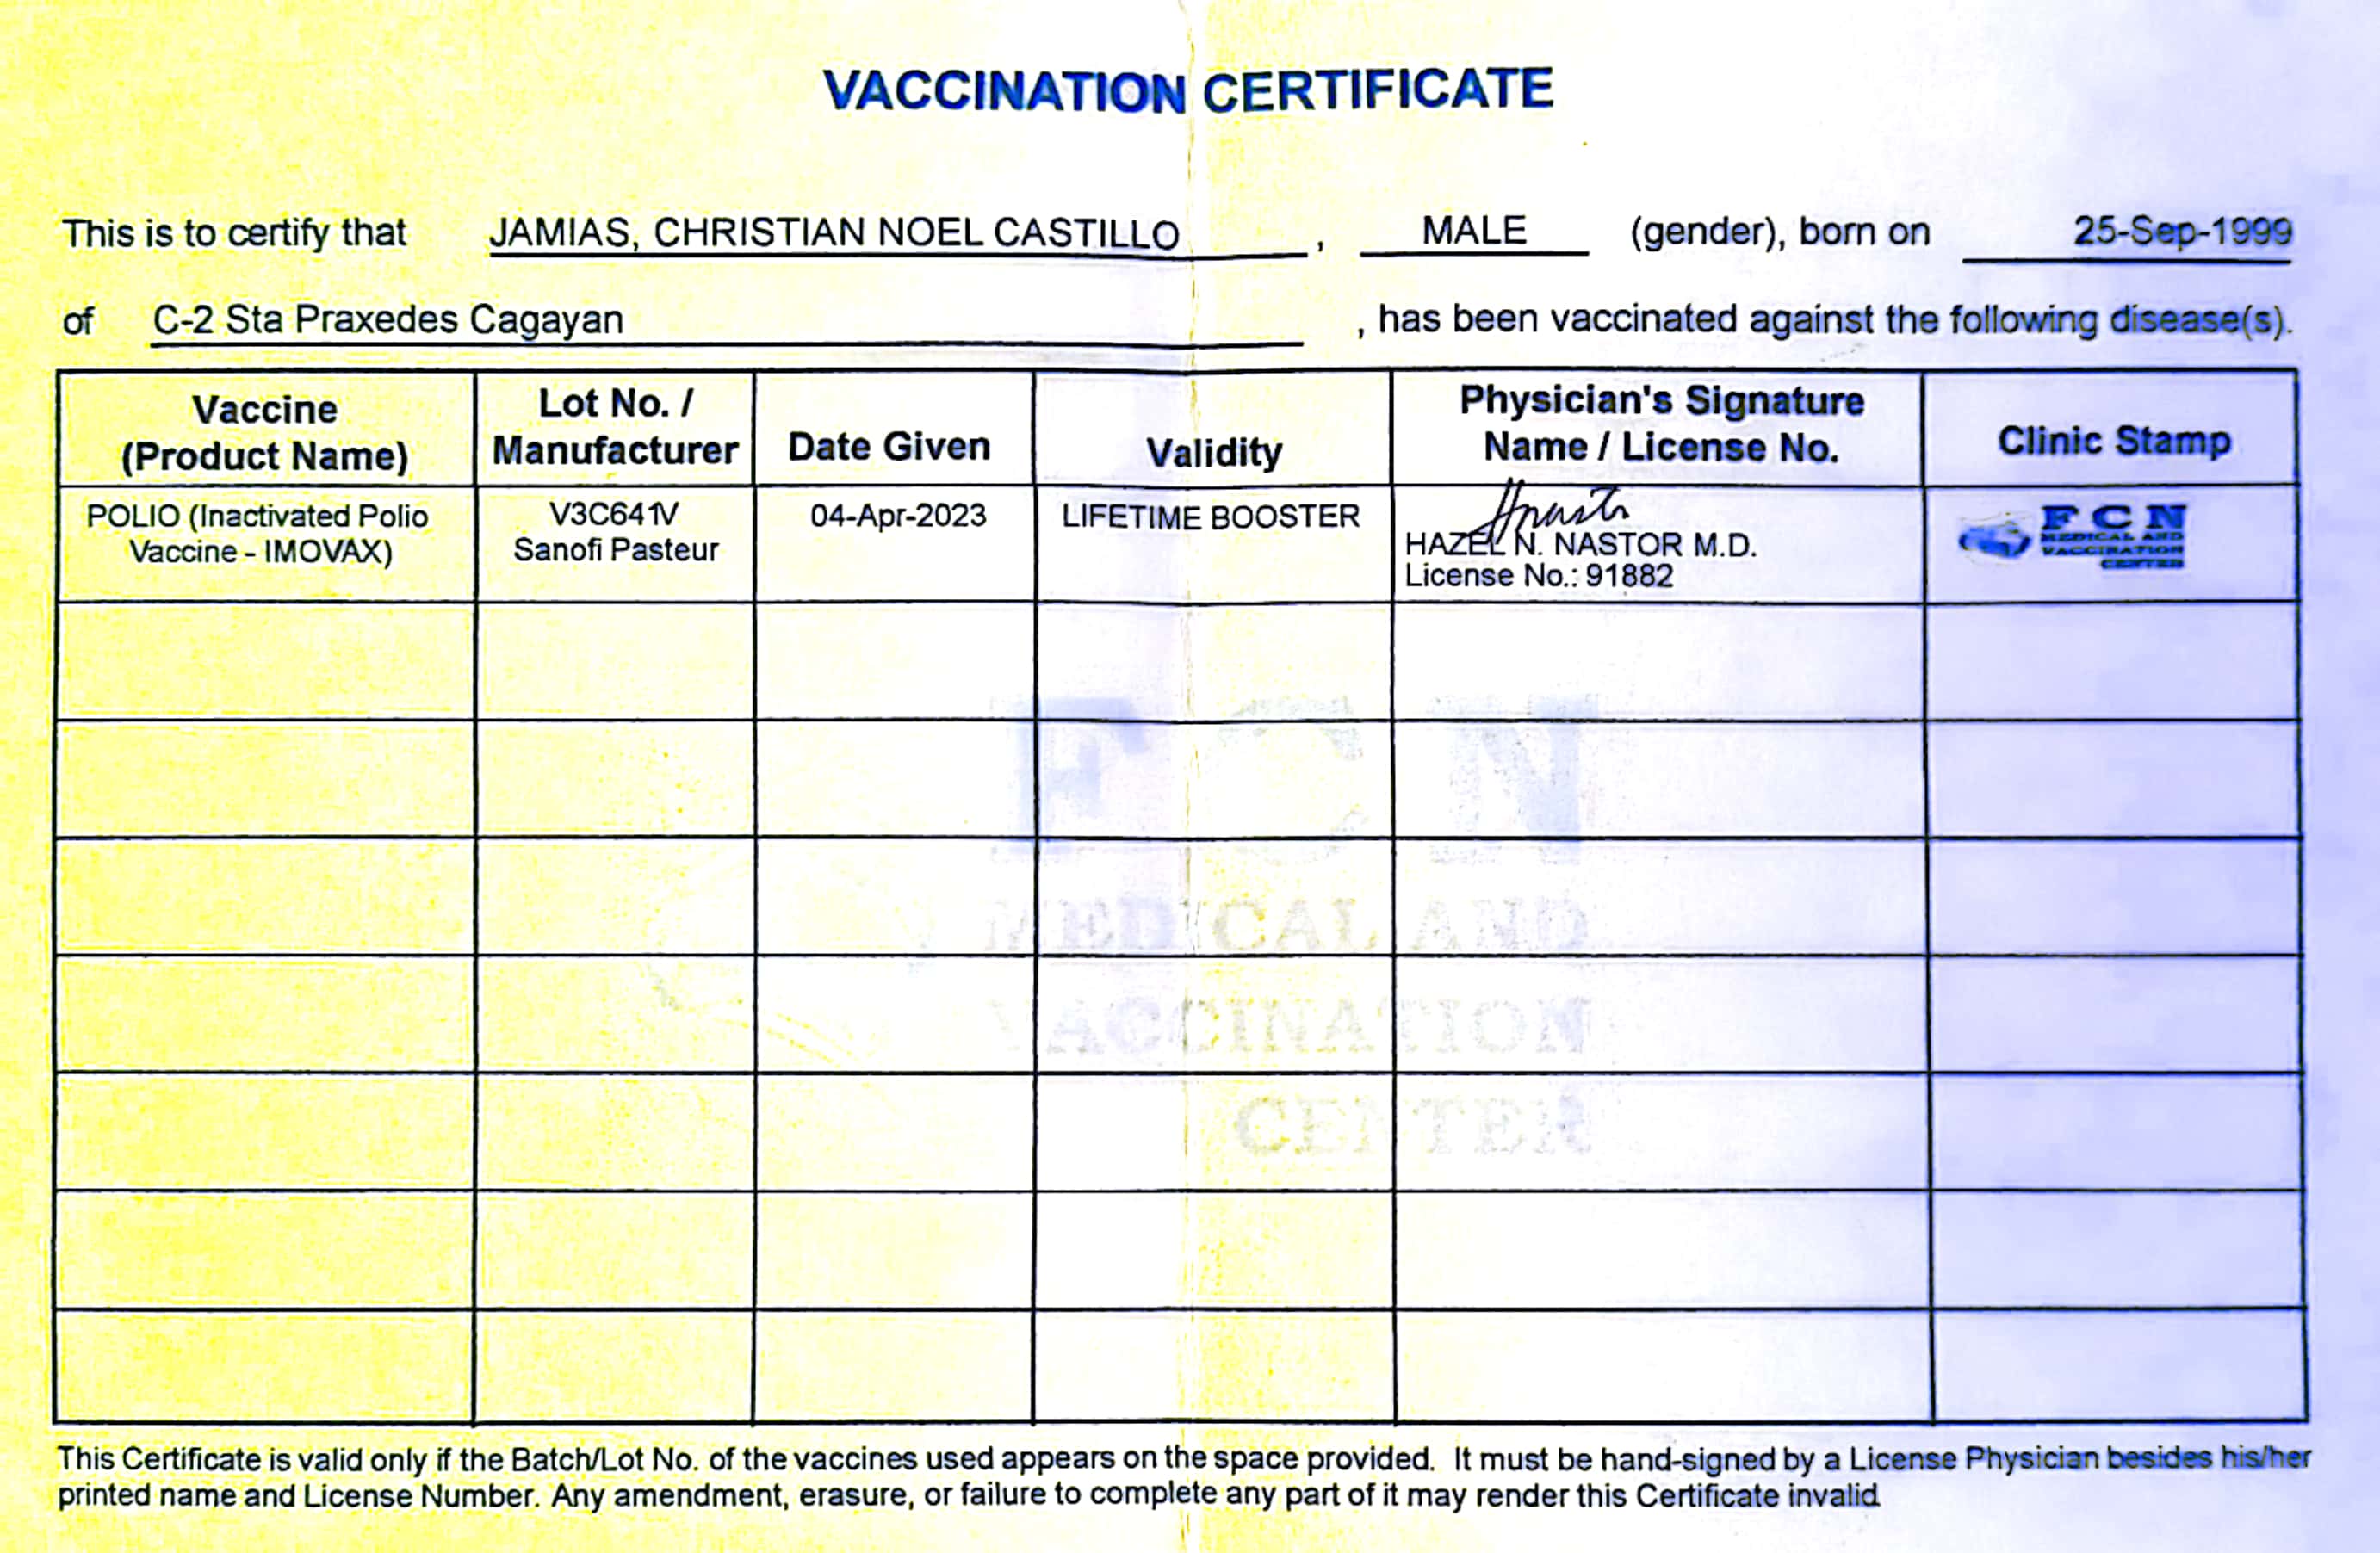 VACCINATION CERTIFICATE
This is to certify that JAMIAS, CHRISTIAN NOEL CASTILLO , MALE (gender), born on 25-Sep-1999
of C-2 Sta Praxedes Cagayan , has been vaccinated against the following disease(s).
Vaccine
(Product Name)
Lot No. /
Manufacturer
Date Given
Validity
Physician's Signature
Name / License No.
Clinic Stamp
POLIO (Inactivated Polio
Vaccine - IMOVAX)
V3C641V
Sanofi Pasteur
04-Apr-2023
LIFETIME BOOSTER
HAZEL N. NASTOR M.D.
License No.: 91882
FCN
MEDICAL AND
VACCINATION
CENTER
FCN
MEDICAL AND
VACCINATION
CENTER
This Certificate is valid only if the Batch/Lot No. of the vaccines used appears on the space provided. It must be hand-signed by a License Physician besides his/her
printed name and License Number. Any amendment, erasure, or failure to complete any part of it may render this Certificate invalid